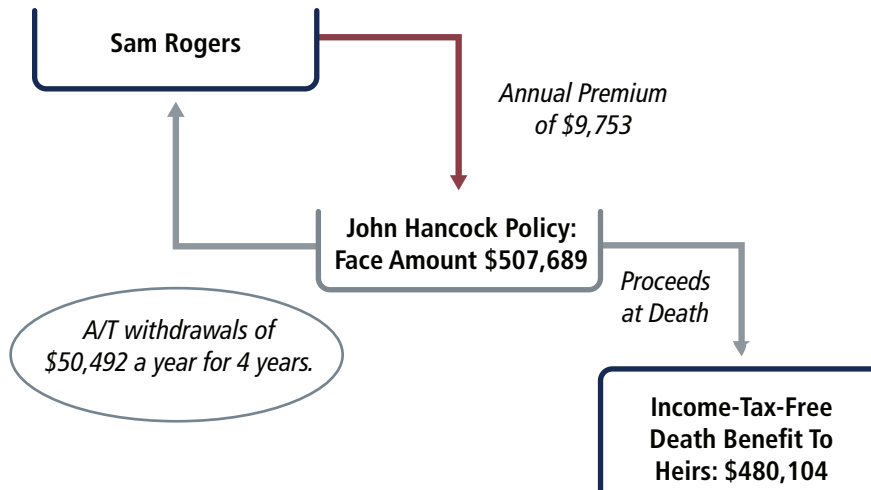 Sam Rogers
Annual Premium
of $9,753
John Hancock Policy:
Face Amount $507,689
Proceeds
at Death
A/T withdrawals of
$50,492 a year for 4 years.
Income-Tax-Free
Death Benefit To
Heirs: $480,104